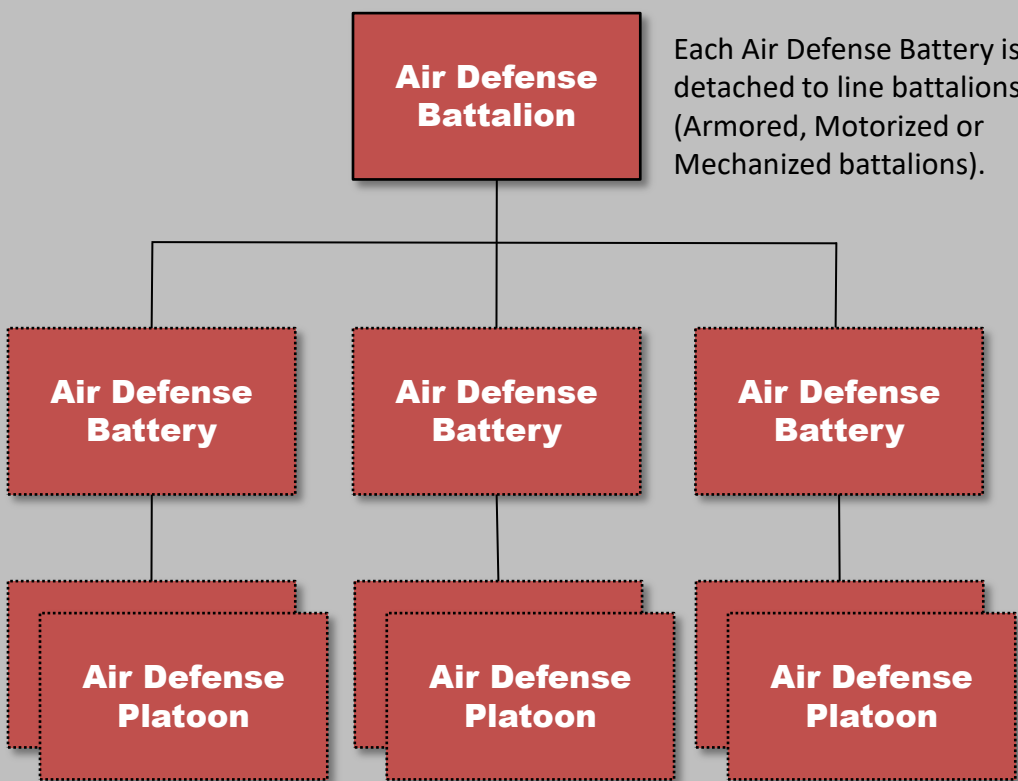 Air Defense
Battalion
Each Air Defense Battery is
detached to line battalions
(Armored, Motorized or
Mechanized battalions).
Air Defense
Battery
Air Defense
Battery
Air Defense
Battery
Air Defense
Platoon
Air Defense
Platoon
Air Defense
Platoon